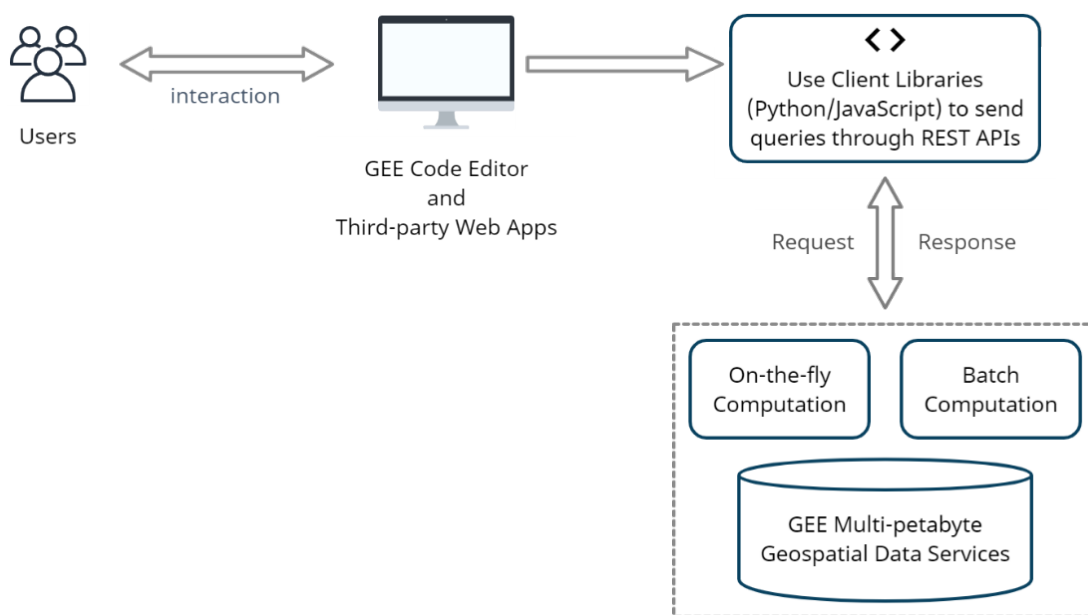 interaction
Users
GEE Code Editor
and
Third-party Web Apps
Use Client Libraries
(Python/JavaScript) to send
queries through REST APIs
Request
Response
On-the-fly
Computation
Batch
Computation
GEE Multi-petabyte
Geospatial Data Services